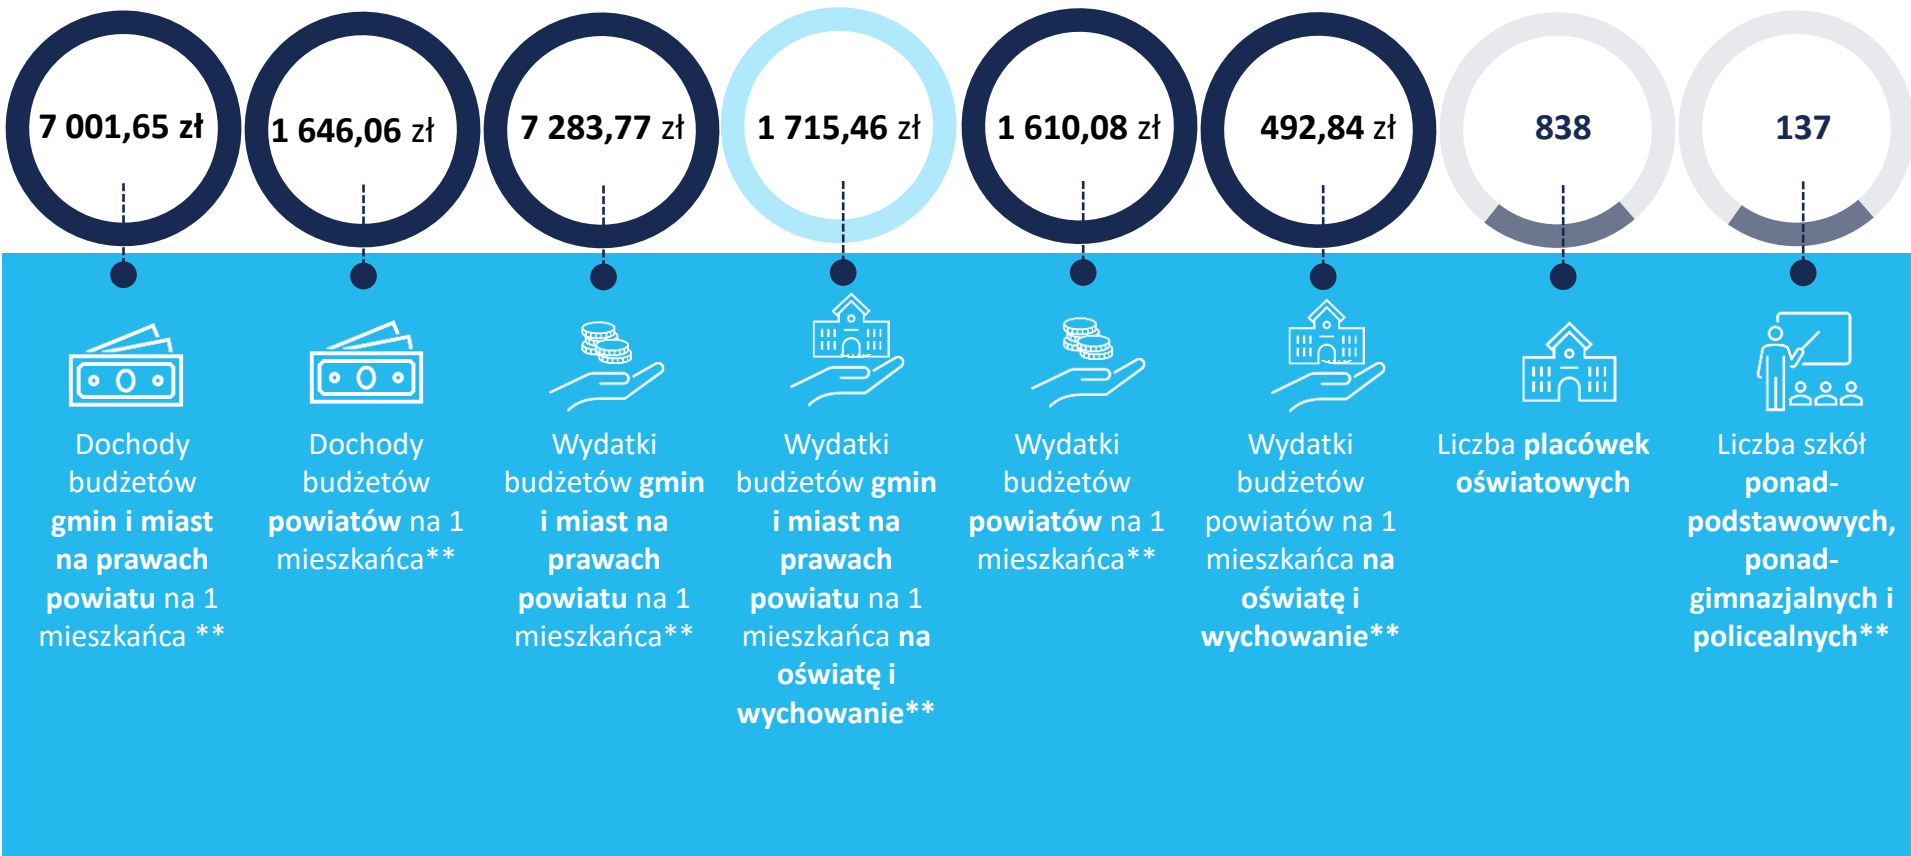 7 001,65 zł
1 646,06 zł
7 283,77 zł
1 715,46 zł
1 610,08 zł
492,84 zł
838
137
Dochody
budżetów
gmin i miast
na prawach
powiatu na 1
mieszkańca **
Dochody
budżetów
powiatów na 1
mieszkańca**
Wydatki
budżetów gmin
i miast na
prawach
powiatu na 1
mieszkańca**
Wydatki
budżetów gmin
i miast na
prawach
powiatu na 1
mieszkańca na
oświatę i
wychowanie**
Wydatki
budżetów
powiatów na 1
mieszkańca**
Wydatki
budżetów
powiatów na 1
mieszkańca na
oświatę i
wychowanie**
Liczba placówek
oświatowych
Liczba szkół
ponad-
podstawowych,
ponad-
gimnazjalnych i
policealnych**